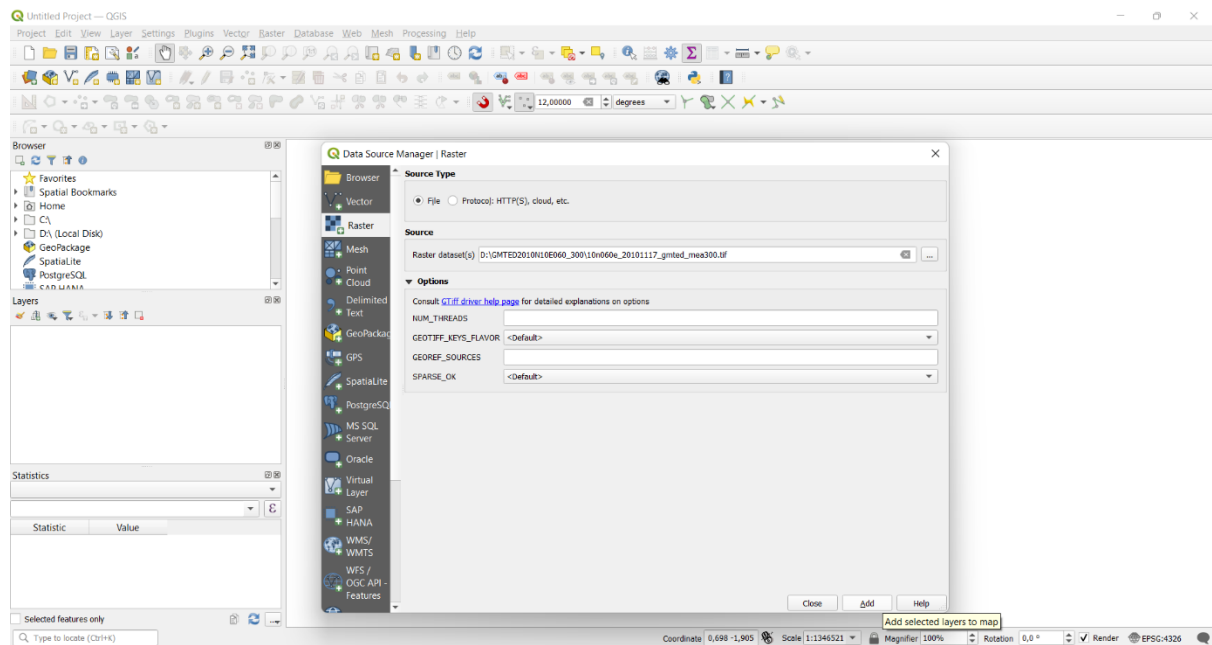 Untitled Project — QGIS
Project Edit View Layer Settings Plugins Vector Raster Database Web Mesh Processing Help
12,00000 degrees
Browser
Favorites
Spatial Bookmarks
Home
C:\
D:\ (Local Disk)
GeoPackage
SpatiaLite
PostgreSQL
SAP HANA
Layers
Statistics
Statistic Value
Selected features only
Data Source Manager | Raster
Browser
Vector
Raster
Mesh
Point
Cloud
Delimited
Text
GeoPackag
GPS
SpatiaLite
PostgreSQ
MS SQL
Server
Oracle
Virtual
Layer
SAP
HANA
WMS/
WMTS
WFS /
OGC API -
Features
Source Type
File Protocol: HTTP(S), cloud, etc.
Source
Raster dataset(s) D:\GMTED2010N10E060_300\10n060e_20101117_gmted_mea300.tif ...
Options
Consult GTiff driver help page for detailed explanations on options
NUM_THREADS
GEOTIFF_KEYS_FLAVOR <Default>
GEOREF_SOURCES
SPARSE_OK <Default>
Close Add Help
Add selected layers to map
Type to locate (Ctrl+K) Coordinate 0,698 -1,905 Scale 1:1346521 Magnifier 100% Rotation 0,0 ° Render EPSG:4326